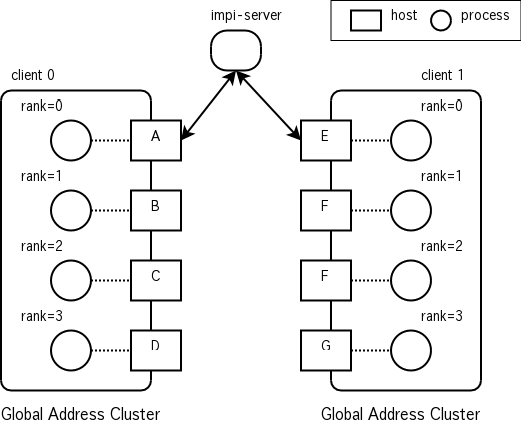 impi-server
host process
client 0
client 1
rank=0
rank=0
A
E
rank=1
rank=1
B
F
rank=2
rank=2
C
F
rank=3
rank=3
D
G
Global Address Cluster
Global Address Cluster